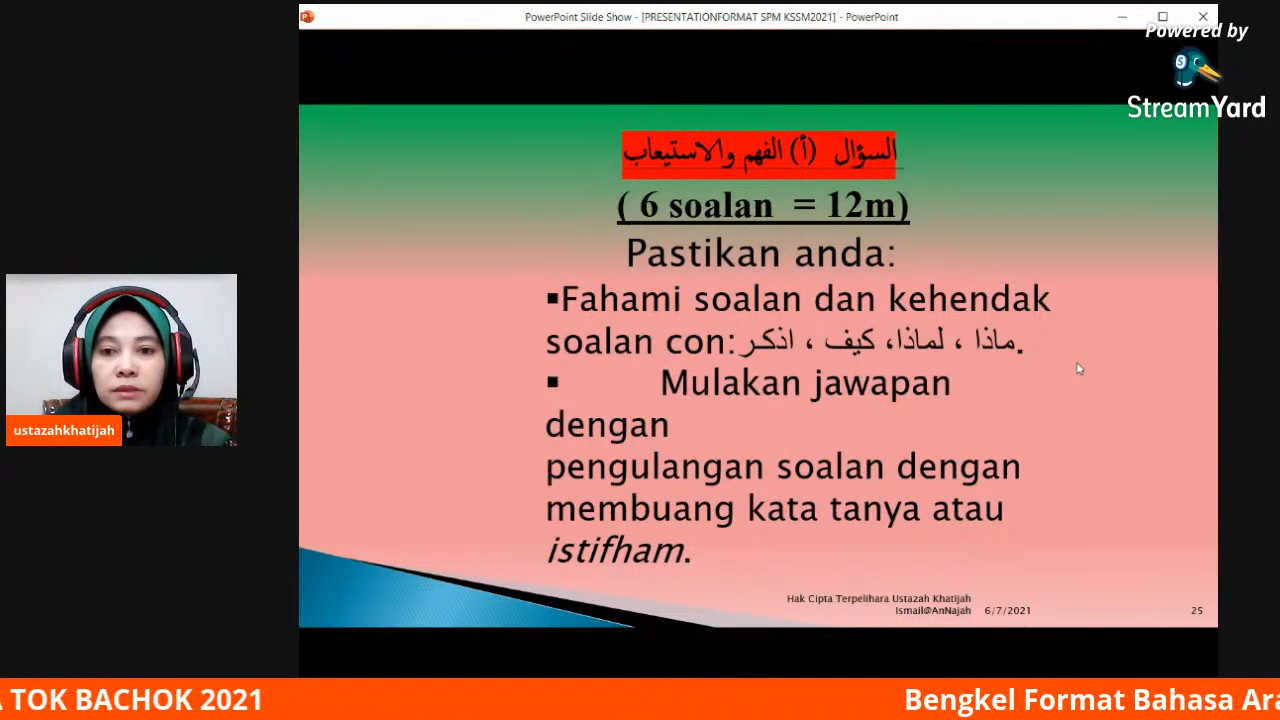 PowerPoint Slide Show - [PRESENTATIONFORMAT SPM KSSM2021] - PowerPoint
Powered by
StreamYard
السؤال (أ) الفهم والاستيعاب
( 6 soalan = 12m)
Pastikan anda:
▪Fahami soalan dan kehendak
soalan con: ماذا ، لماذا، كيف ، اذكر.
▪ Mulakan jawapan
dengan
pengulangan soalan dengan
membuang kata tanya atau
istifham.
ustazahkhatijah
Hak Cipta Terpelihara Ustazah Khatijah
Ismail@AnNajah 6/7/2021 25
A TOK BACHOK 2021 Bengkel Format Bahasa Ara